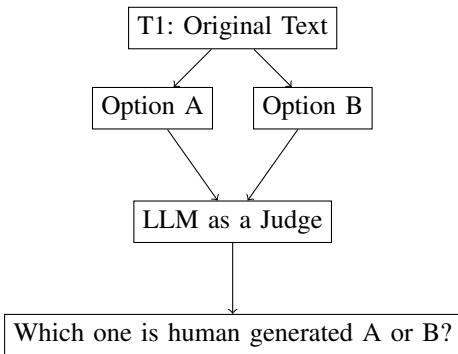 T1: Original Text
Option A
Option B
LLM as a Judge
Which one is human generated A or B?